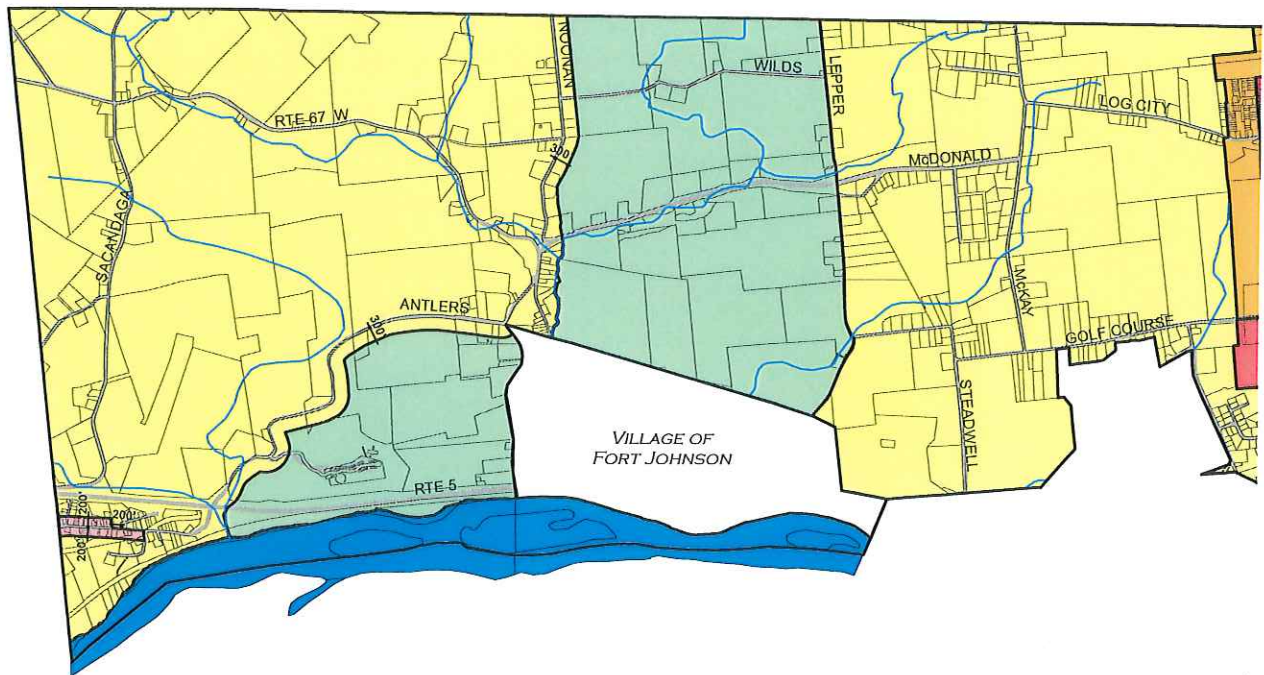 NOONAN
WILDS
LEPPER
LOG CITY
RTE 67 W
300'
McDONALD
SACANDAGA
McKAY
ANTLERS
300'
GOLF COURSE
STEADWELL
VILLAGE OF
FORT JOHNSON
RTE 5
200'
200'
200'